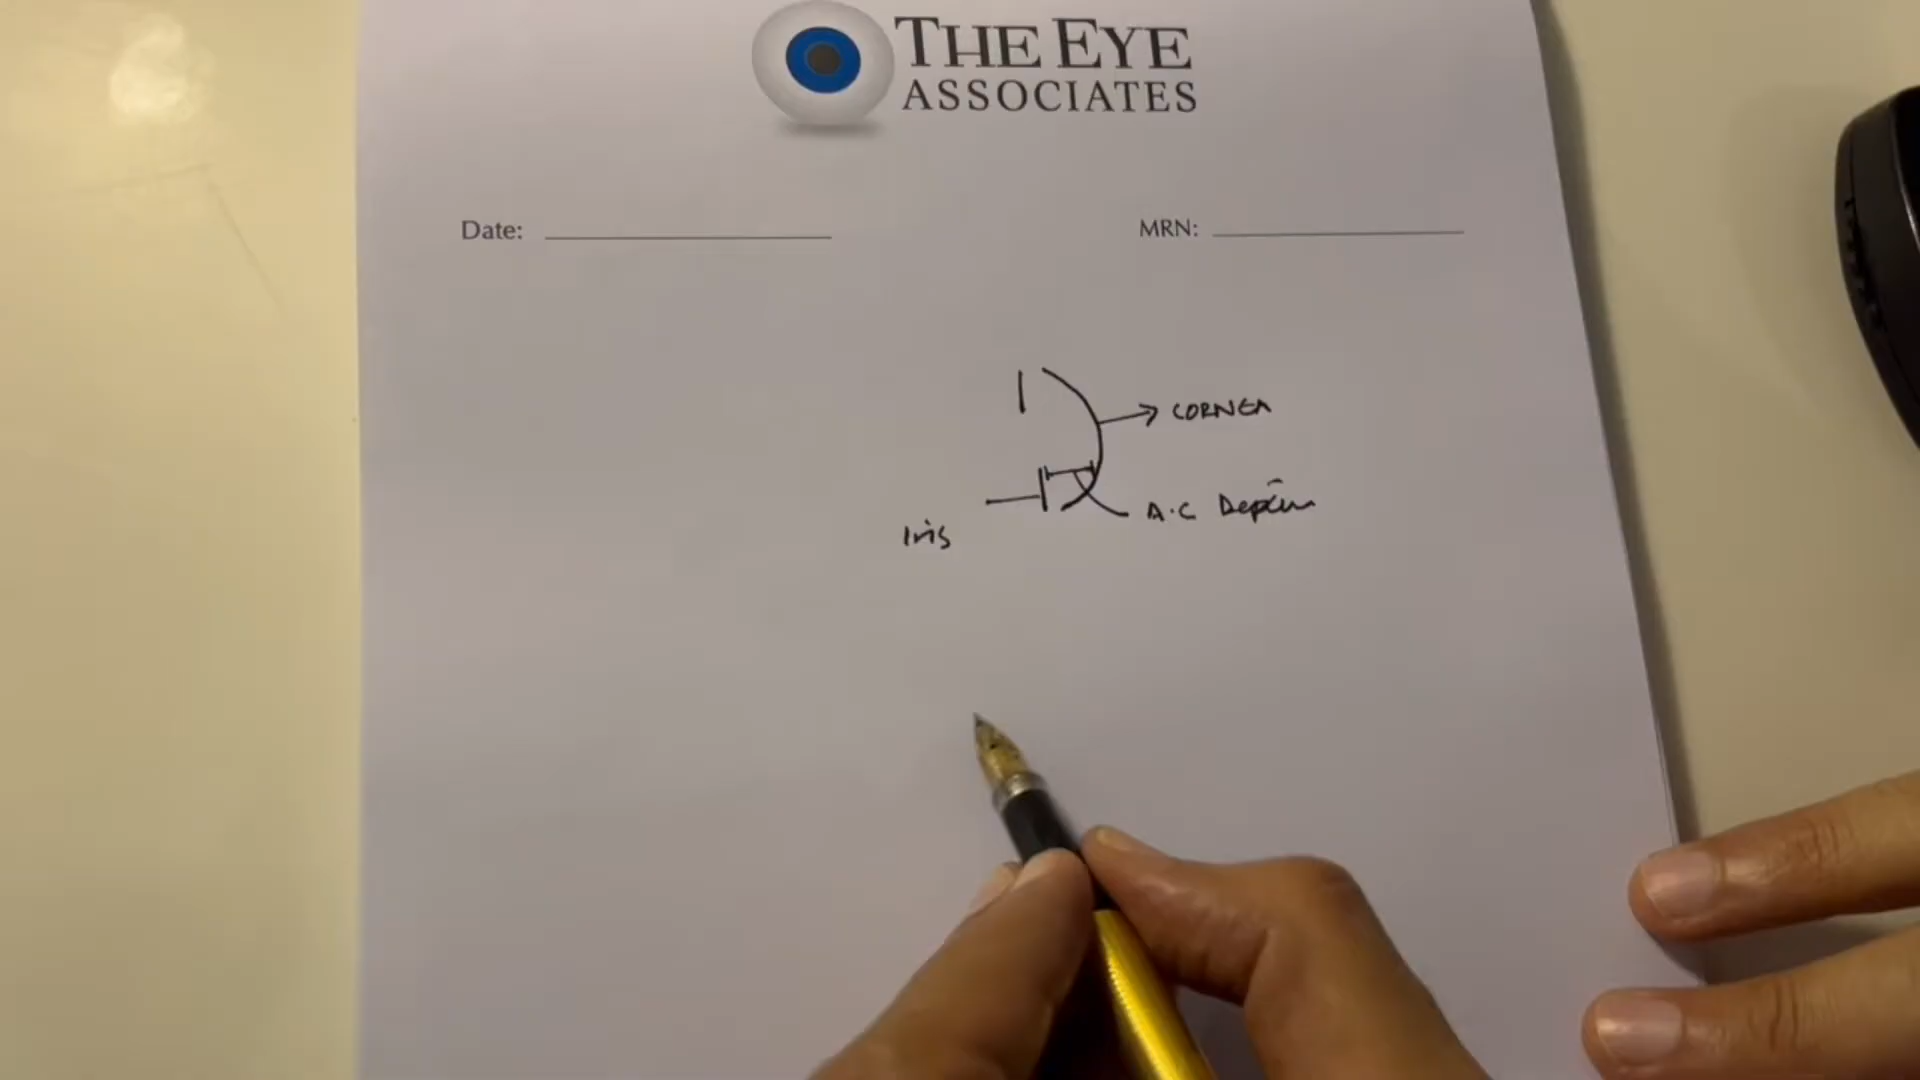 THE EYE
ASSOCIATES
Date:
MRN:
CORNEA
A.C Depth
Iris